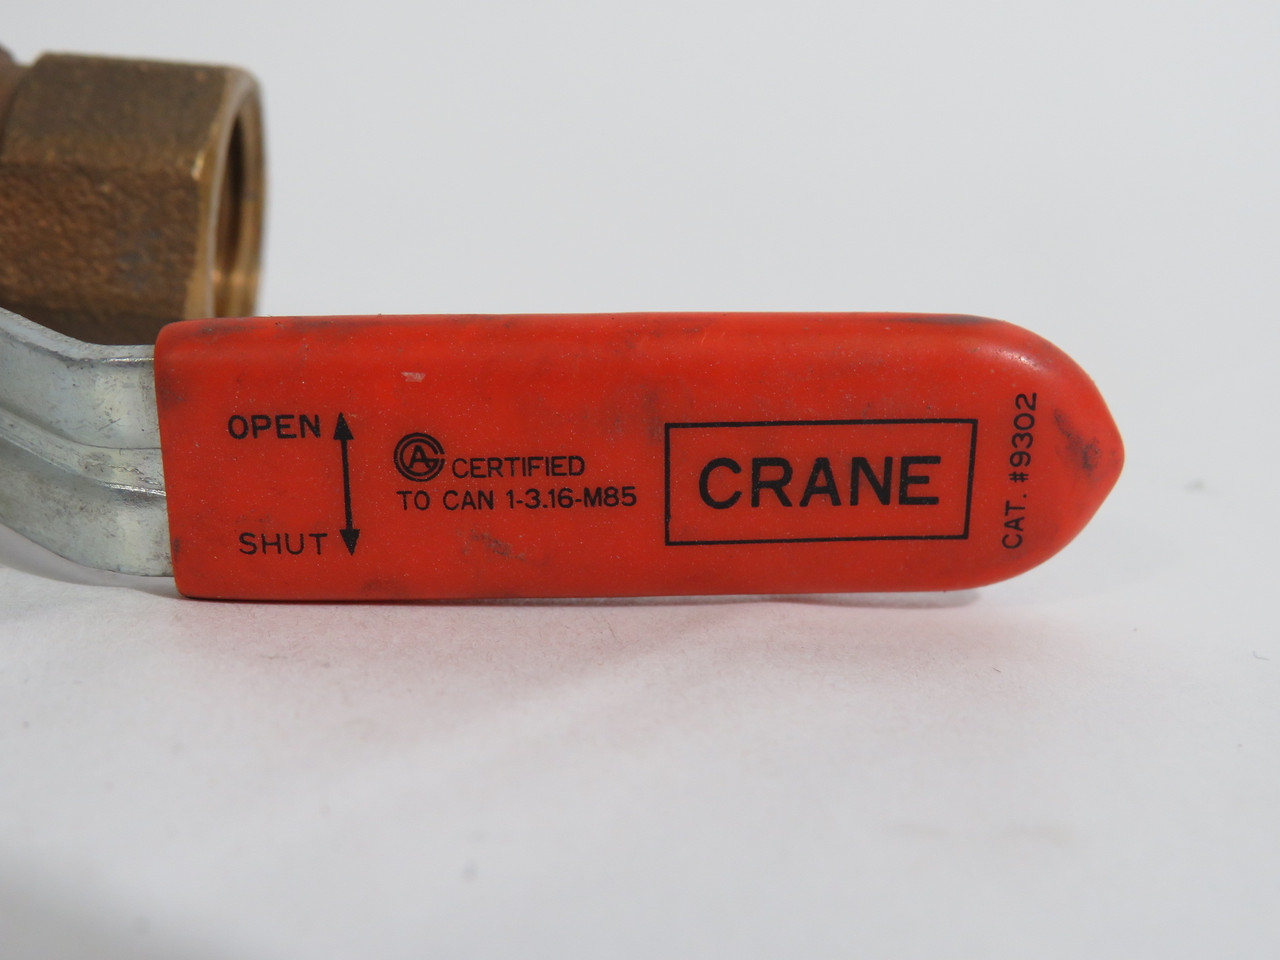 OPEN
SHUT
CERTIFIED
TO CAN 1-3.16-M85
CRANE
CAT. #9302